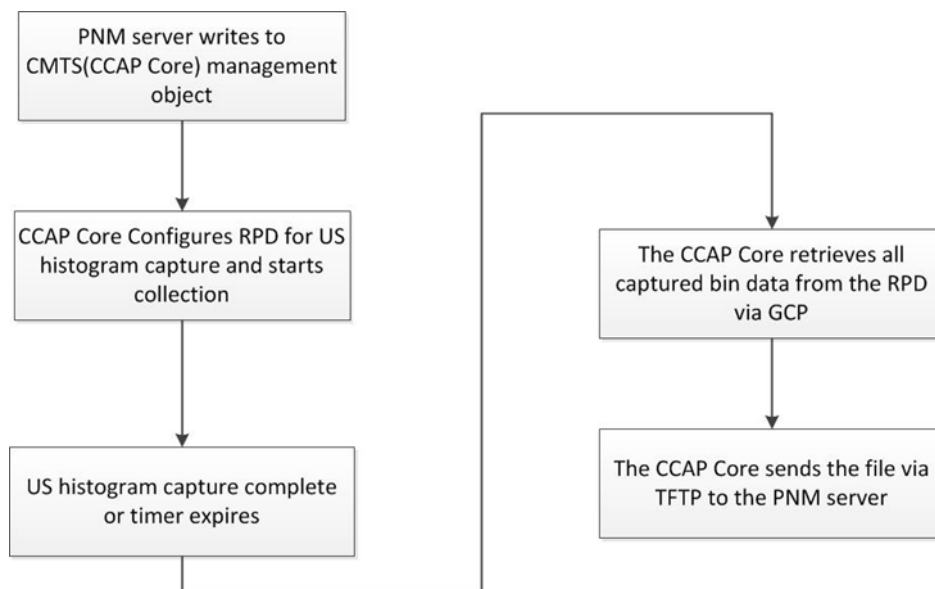 PNM server writes to
CMTS(CCAP Core) management
object
CCAP Core Configures RPD for US
histogram capture and starts
collection
US histogram capture complete
or timer expires
The CCAP Core retrieves all
captured bin data from the RPD
via GCP
The CCAP Core sends the file via
TFTP to the PNM server